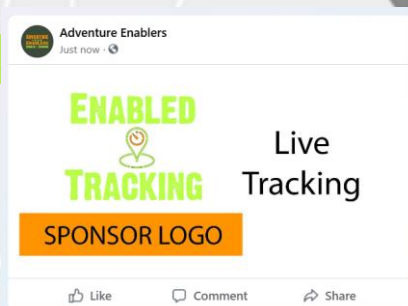 Adventure Enablers
Just now ·
ENABLED
TRACKING
Live
Tracking
SPONSOR LOGO
Like
Comment
Share